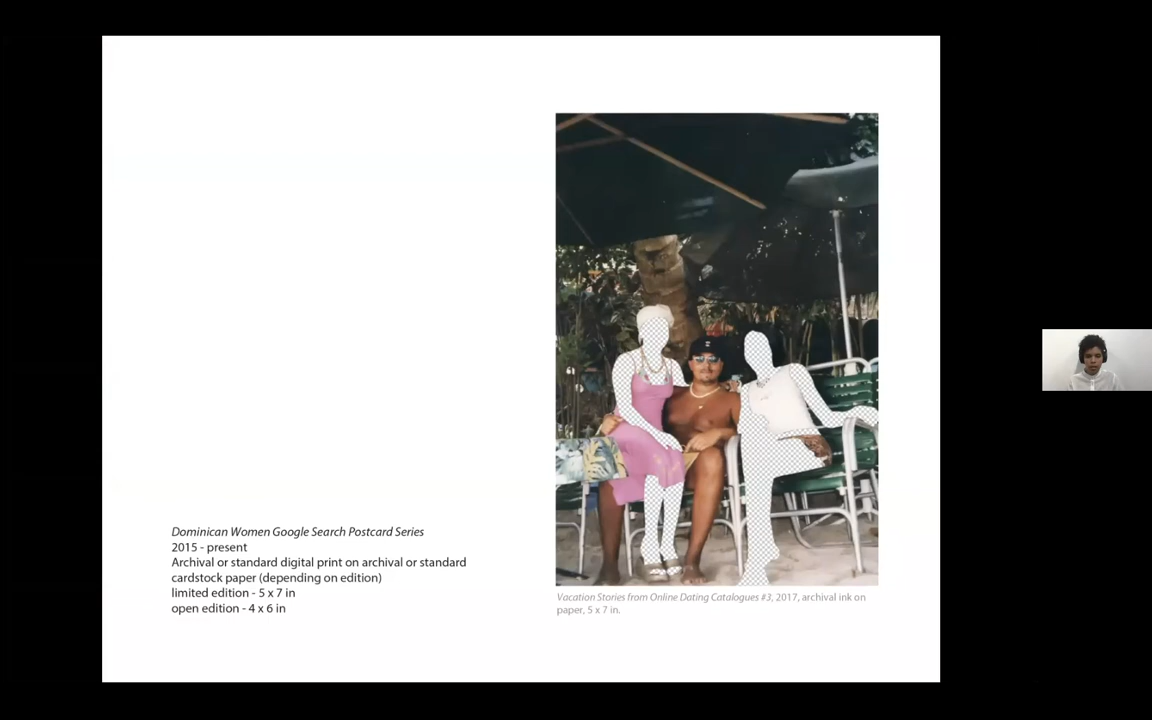 Dominican Women Google Search Postcard Series
2015 - present
Archival or standard digital print on archival or standard
cardstock paper (depending on edition)
limited edition - 5 x 7 in
open edition - 4 x 6 in
Vacation Stories from Online Dating Catalogues #3, 2017, archival ink on
paper, 5 x 7 in.